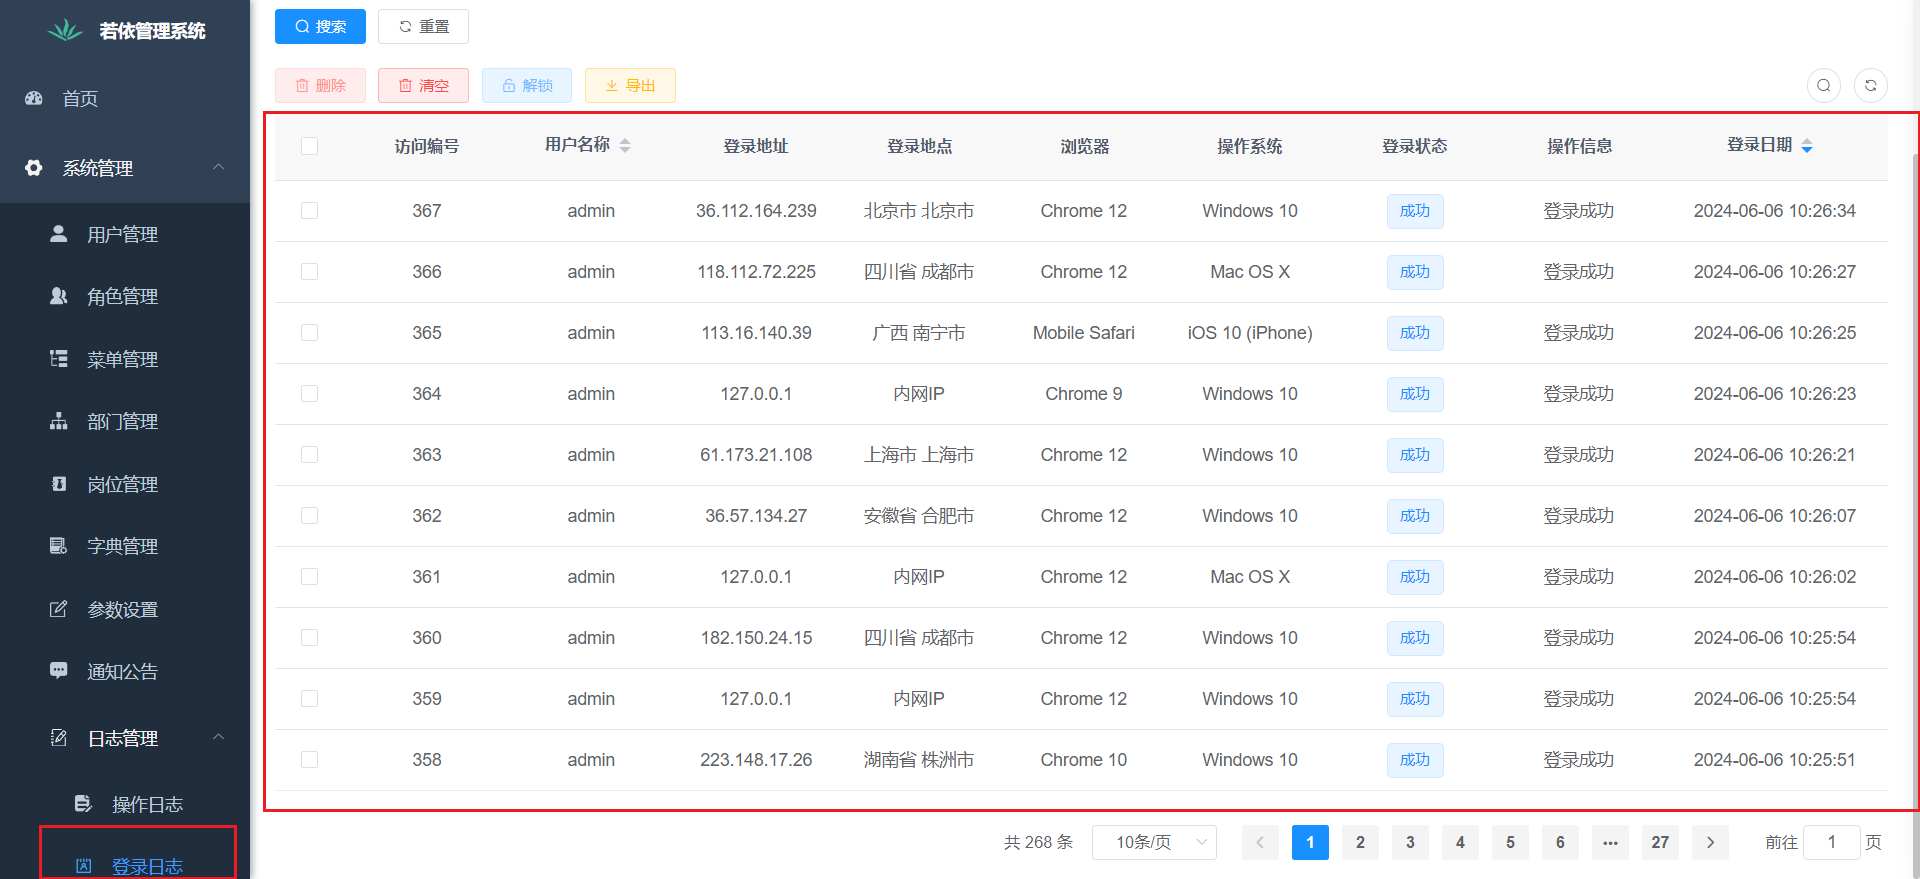 若依管理系统
首页
系统管理
用户管理
角色管理
菜单管理
部门管理
岗位管理
字典管理
参数设置
通知公告
日志管理
操作日志
登录日志
搜索 重置
删除 清空 解锁 导出
访问编号 用户名称 登录地址 登录地点 浏览器 操作系统 登录状态 操作信息 登录日期
367 admin 36.112.164.239 北京市 北京市 Chrome 12 Windows 10 成功 登录成功 2024-06-06 10:26:34
366 admin 118.112.72.225 四川省 成都市 Chrome 12 Mac OS X 成功 登录成功 2024-06-06 10:26:27
365 admin 113.16.140.39 广西 南宁市 Mobile Safari iOS 10 (iPhone) 成功 登录成功 2024-06-06 10:26:25
364 admin 127.0.0.1 内网IP Chrome 9 Windows 10 成功 登录成功 2024-06-06 10:26:23
363 admin 61.173.21.108 上海市 上海市 Chrome 12 Windows 10 成功 登录成功 2024-06-06 10:26:21
362 admin 36.57.134.27 安徽省 合肥市 Chrome 12 Windows 10 成功 登录成功 2024-06-06 10:26:07
361 admin 127.0.0.1 内网IP Chrome 12 Mac OS X 成功 登录成功 2024-06-06 10:26:02
360 admin 182.150.24.15 四川省 成都市 Chrome 12 Windows 10 成功 登录成功 2024-06-06 10:25:54
359 admin 127.0.0.1 内网IP Chrome 12 Windows 10 成功 登录成功 2024-06-06 10:25:54
358 admin 223.148.17.26 湖南省 株洲市 Chrome 10 Windows 10 成功 登录成功 2024-06-06 10:25:51
共 268 条 10条/页 1 2 3 4 5 6 ••• 27 前往 1 页